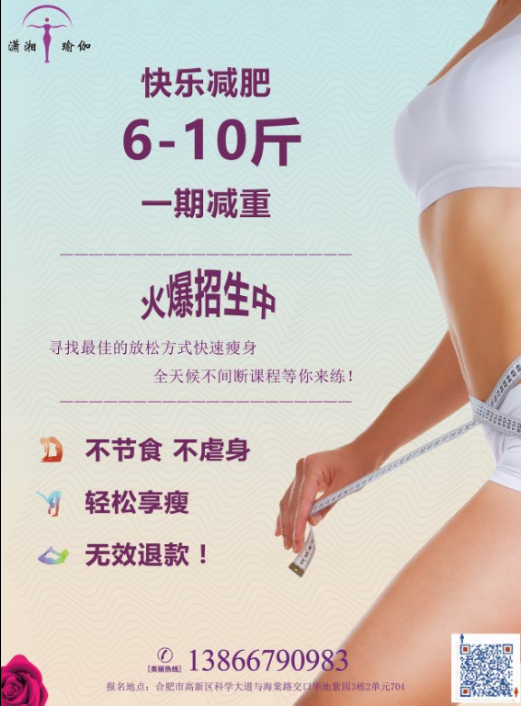 潇湘 瑜伽
快乐减肥
6-10斤
一期减重
火爆招生中
寻找最佳的放松方式快速瘦身
全天候不间断课程等你来练!
不节食 不虐身
轻松享瘦
无效退款!
[美丽热线] 13866790983
报名地点:合肥市高新区科学大道与海棠路交口华地紫园3栋2单元704